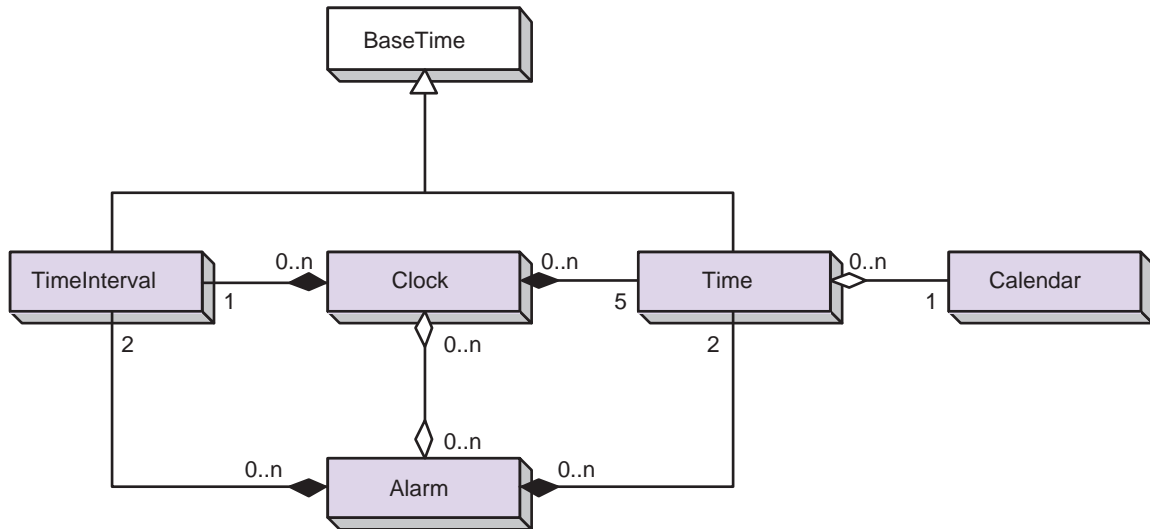 BaseTime
TimeInterval
0..n
Clock
0..n
Time
0..n
Calendar
1
5
1
2
0..n
2
0..n
0..n
Alarm
0..n